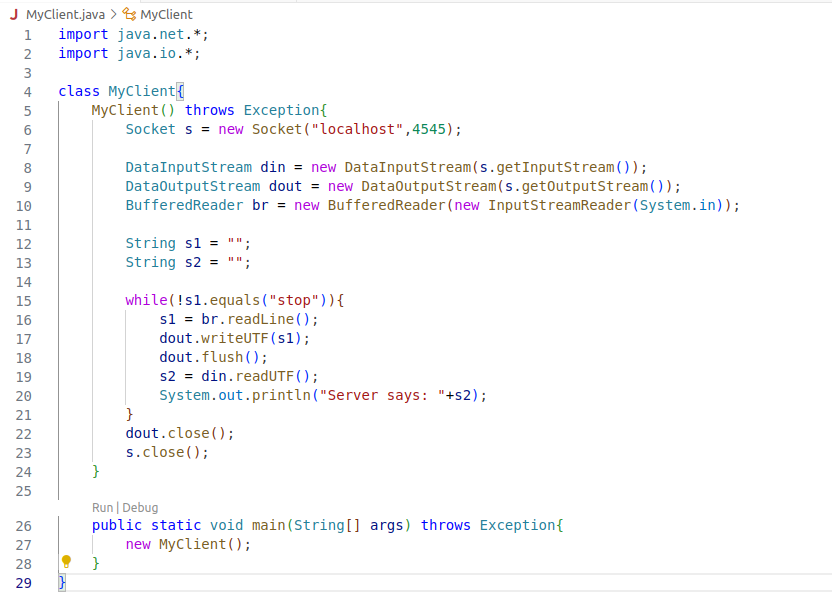 J MyClient.java > MyClient
1 import java.net.*;
2 import java.io.*;
3
4 class MyClient{
5     MyClient() throws Exception{
6         Socket s = new Socket("localhost",4545);
7
8         DataInputStream din = new DataInputStream(s.getInputStream());
9         DataOutputStream dout = new DataOutputStream(s.getOutputStream());
10         BufferedReader br = new BufferedReader(new InputStreamReader(System.in));
11
12         String s1 = "";
13         String s2 = "";
14
15         while(!s1.equals("stop")){
16             s1 = br.readLine();
17             dout.writeUTF(s1);
18             dout.flush();
19             s2 = din.readUTF();
20             System.out.println("Server says: "+s2);
21         }
22         dout.close();
23         s.close();
24     }
25
Run | Debug
26     public static void main(String[] args) throws Exception{
27         new MyClient();
28     }
29 }